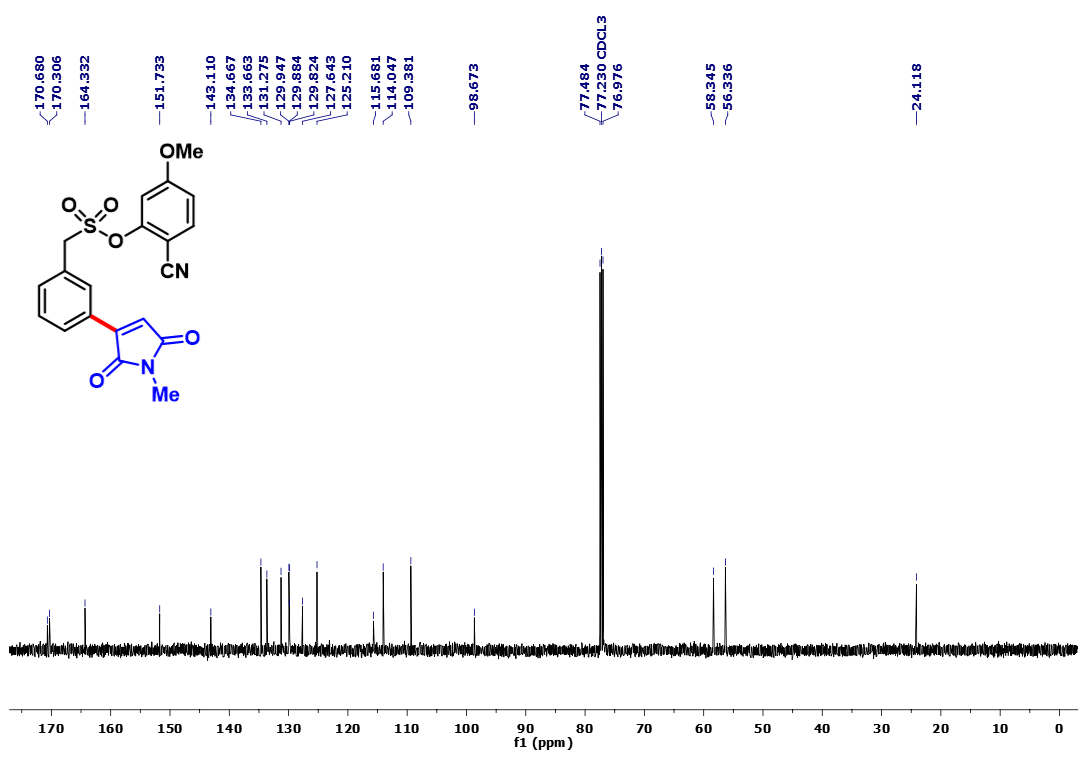 170.680
170.306
164.332
151.733
143.110
134.667
133.663
131.275
129.947
129.884
129.824
127.643
125.210
115.681
114.047
109.381
98.673
77.484
77.230 CDCL3
76.976
58.345
56.336
24.118
OMe
O O
S
O
CN
O
N
O
Me
170 160 150 140 130 120 110 100 90 80 70 60 50 40 30 20 10 0
f1 (ppm)